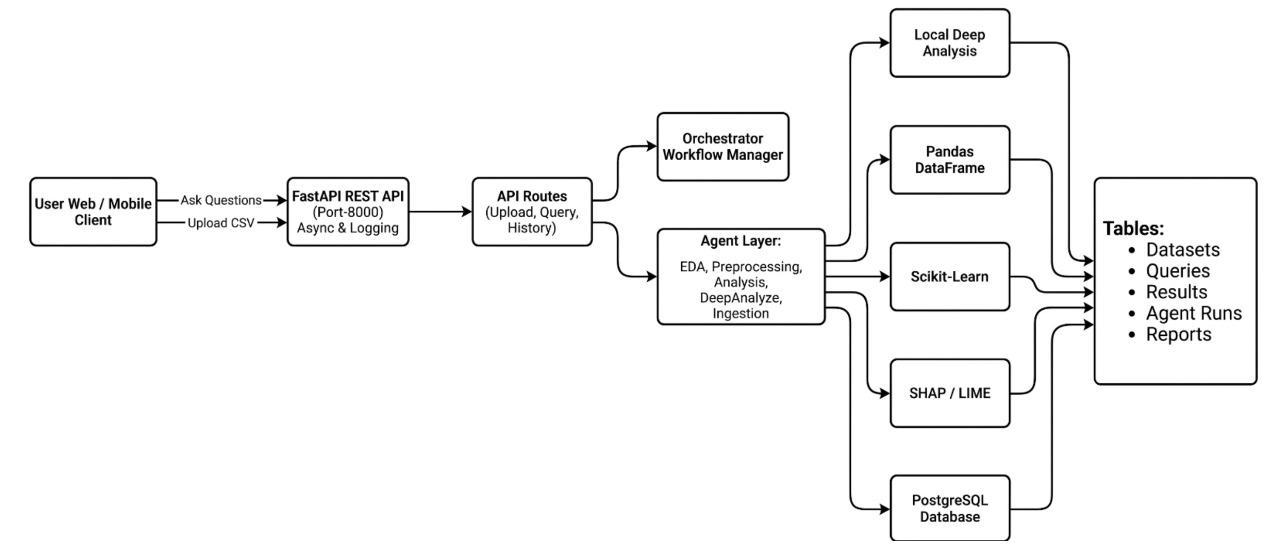 User Web / Mobile
Client
Ask Questions
Upload CSV
FastAPI REST API
(Port-8000)
Async & Logging
API Routes
(Upload, Query,
History)
Orchestrator
Workflow Manager
Agent Layer:
EDA, Preprocessing,
Analysis,
DeepAnalyze,
Ingestion
Local Deep
Analysis
Pandas
DataFrame
Scikit-Learn
SHAP / LIME
PostgreSQL
Database
Tables:
• Datasets
• Queries
• Results
• Agent Runs
• Reports